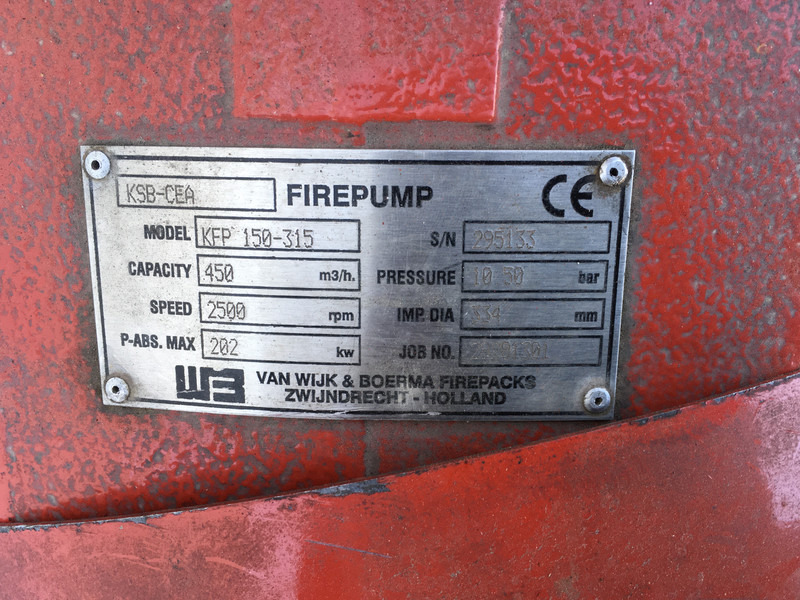 KSB-CEA FIREPUMP CE
MODEL KFP 150-315 S/N 295133
CAPACITY 450 m3/h. PRESSURE 10 50 bar
SPEED 2500 rpm IMP. DIA 334 mm
P-ABS. MAX 202 kw JOB NO.
WB VAN WIJK & BOERMA FIREPACKS
ZWIJNDRECHT - HOLLAND